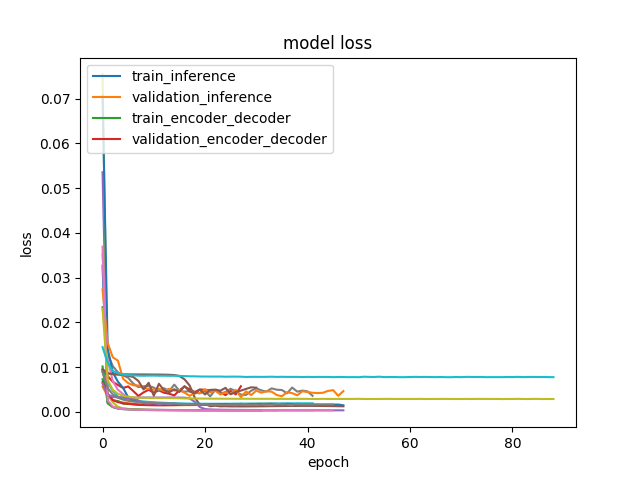 model loss
train_inference
validation_inference
train_encoder_decoder
validation_encoder_decoder
0.07
0.06
0.05
0.04
0.03
0.02
0.01
0.00
loss
0 20 40 60 80
epoch